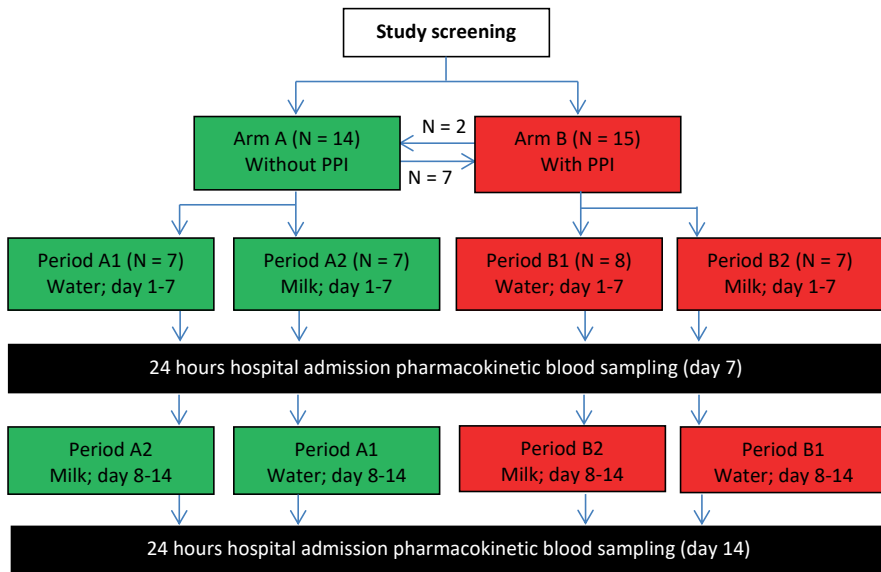 Study screening
Arm A (N = 14)
Without PPI
N = 2
N = 7
Arm B (N = 15)
With PPI
Period A1 (N = 7)
Water; day 1-7
Period A2 (N = 7)
Milk; day 1-7
Period B1 (N = 8)
Water; day 1-7
Period B2 (N = 7)
Milk; day 1-7
24 hours hospital admission pharmacokinetic blood sampling (day 7)
Period A2
Milk; day 8-14
Period A1
Water; day 8-14
Period B2
Milk; day 8-14
Period B1
Water; day 8-14
24 hours hospital admission pharmacokinetic blood sampling (day 14)